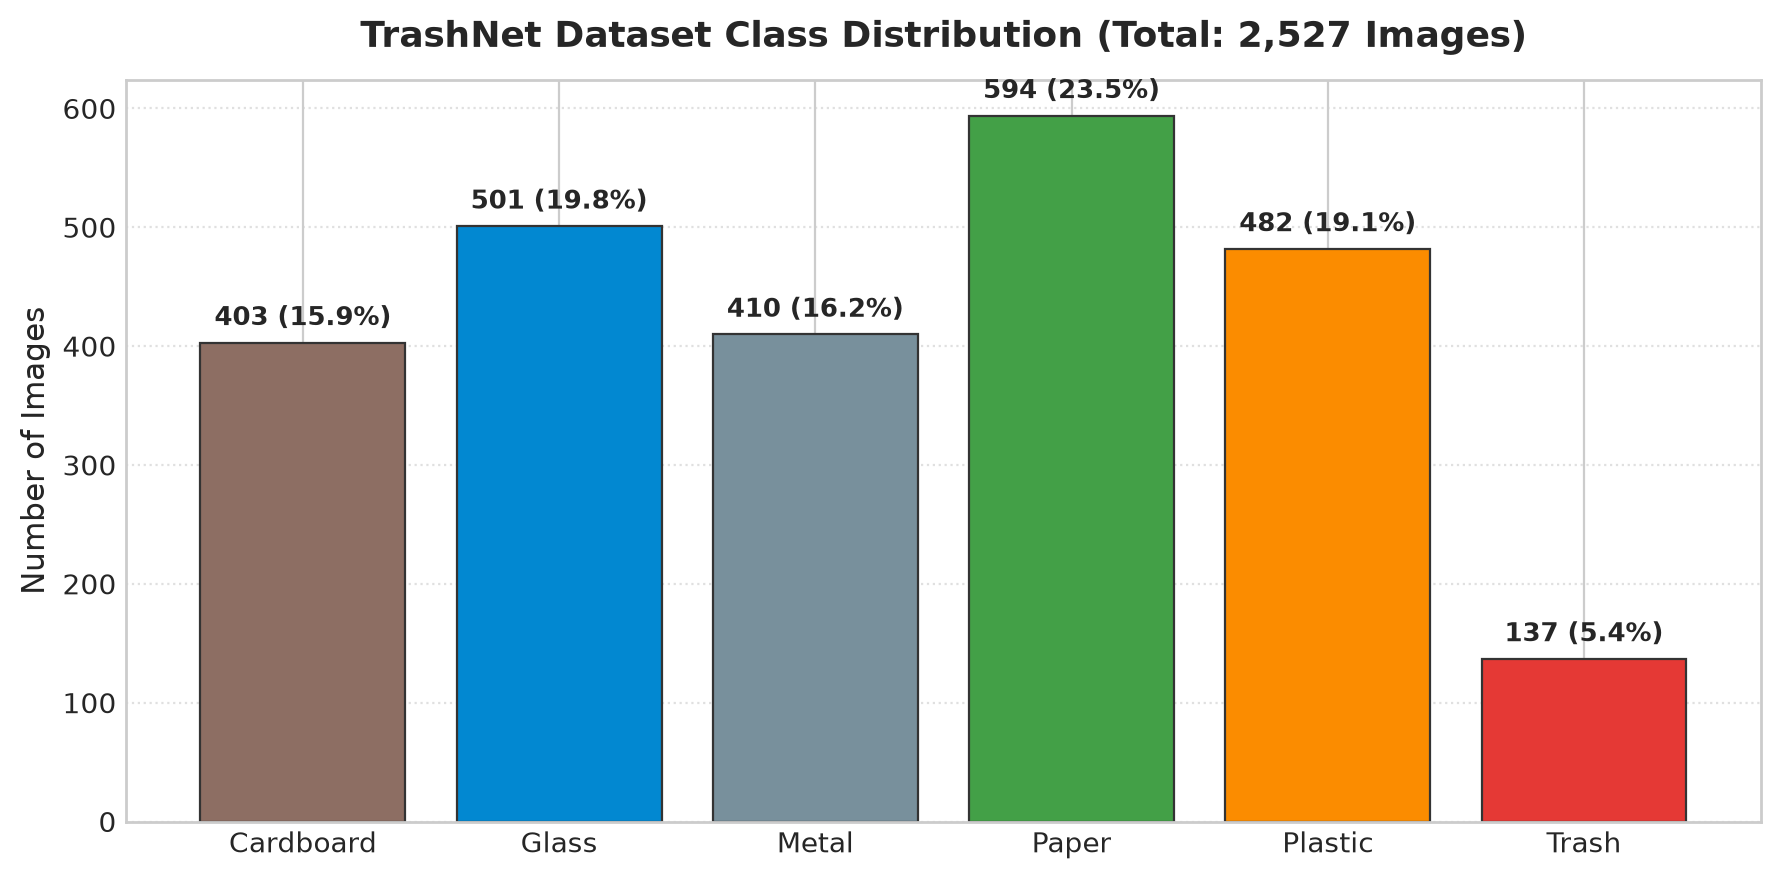 TrashNet Dataset Class Distribution (Total: 2,527 Images)
Number of Images
600
500
400
300
200
100
0
403 (15.9%)
501 (19.8%)
410 (16.2%)
594 (23.5%)
482 (19.1%)
137 (5.4%)
Cardboard
Glass
Metal
Paper
Plastic
Trash